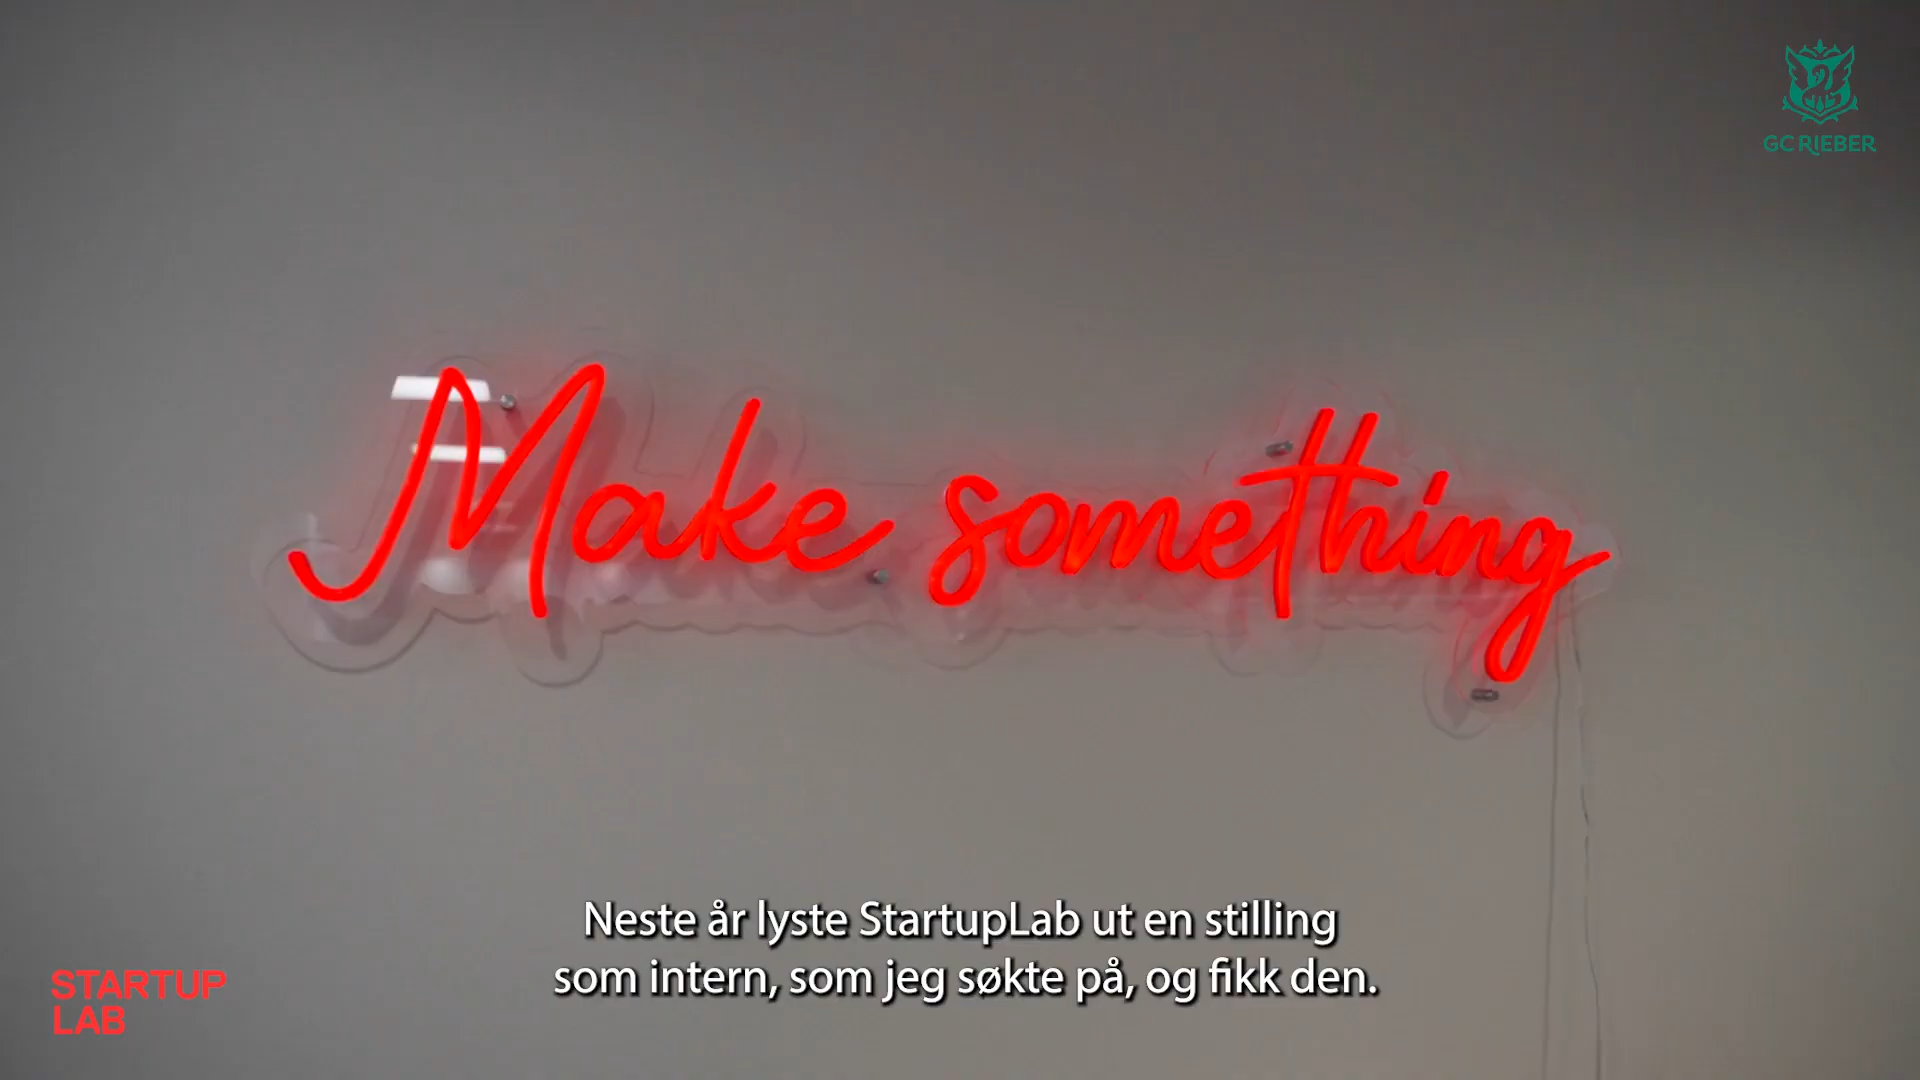 GC RIEBER
Make something
Neste år lyste StartupLab ut en stilling
som intern, som jeg søkte på, og fikk den.
STARTUP
LAB